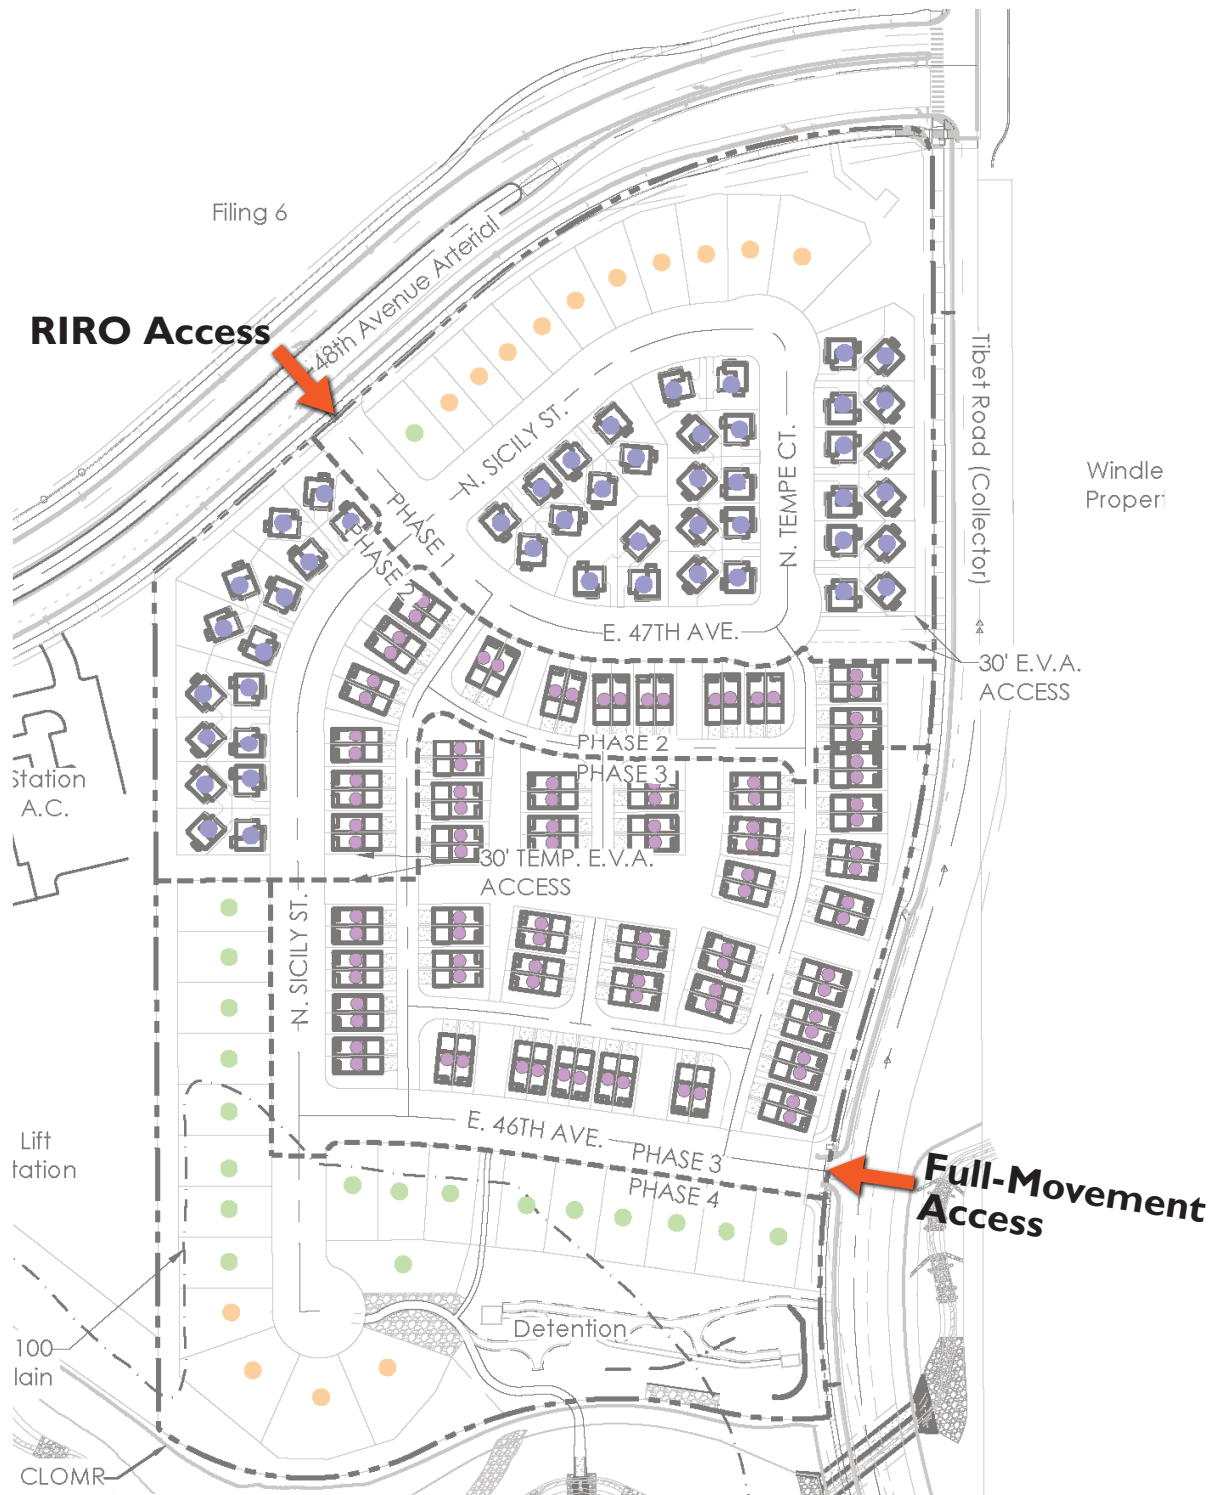 Filing 6
48th Avenue Arterial
RIRO Access
Tibet Road (Collector)
Windle
Proper
N. SICILY ST.
N. TEMPE CT.
PHASE 1
PHASE 2
E. 47TH AVE.
30' E.V.A.
ACCESS
PHASE 2
PHASE 3
Station
A.C.
30' TEMP. E.V.A.
ACCESS
N. SICILY ST.
E. 46TH AVE.
PHASE 3
PHASE 4
Lift
tation
Full-Movement
Access
Detention
100
lain
CLOMR